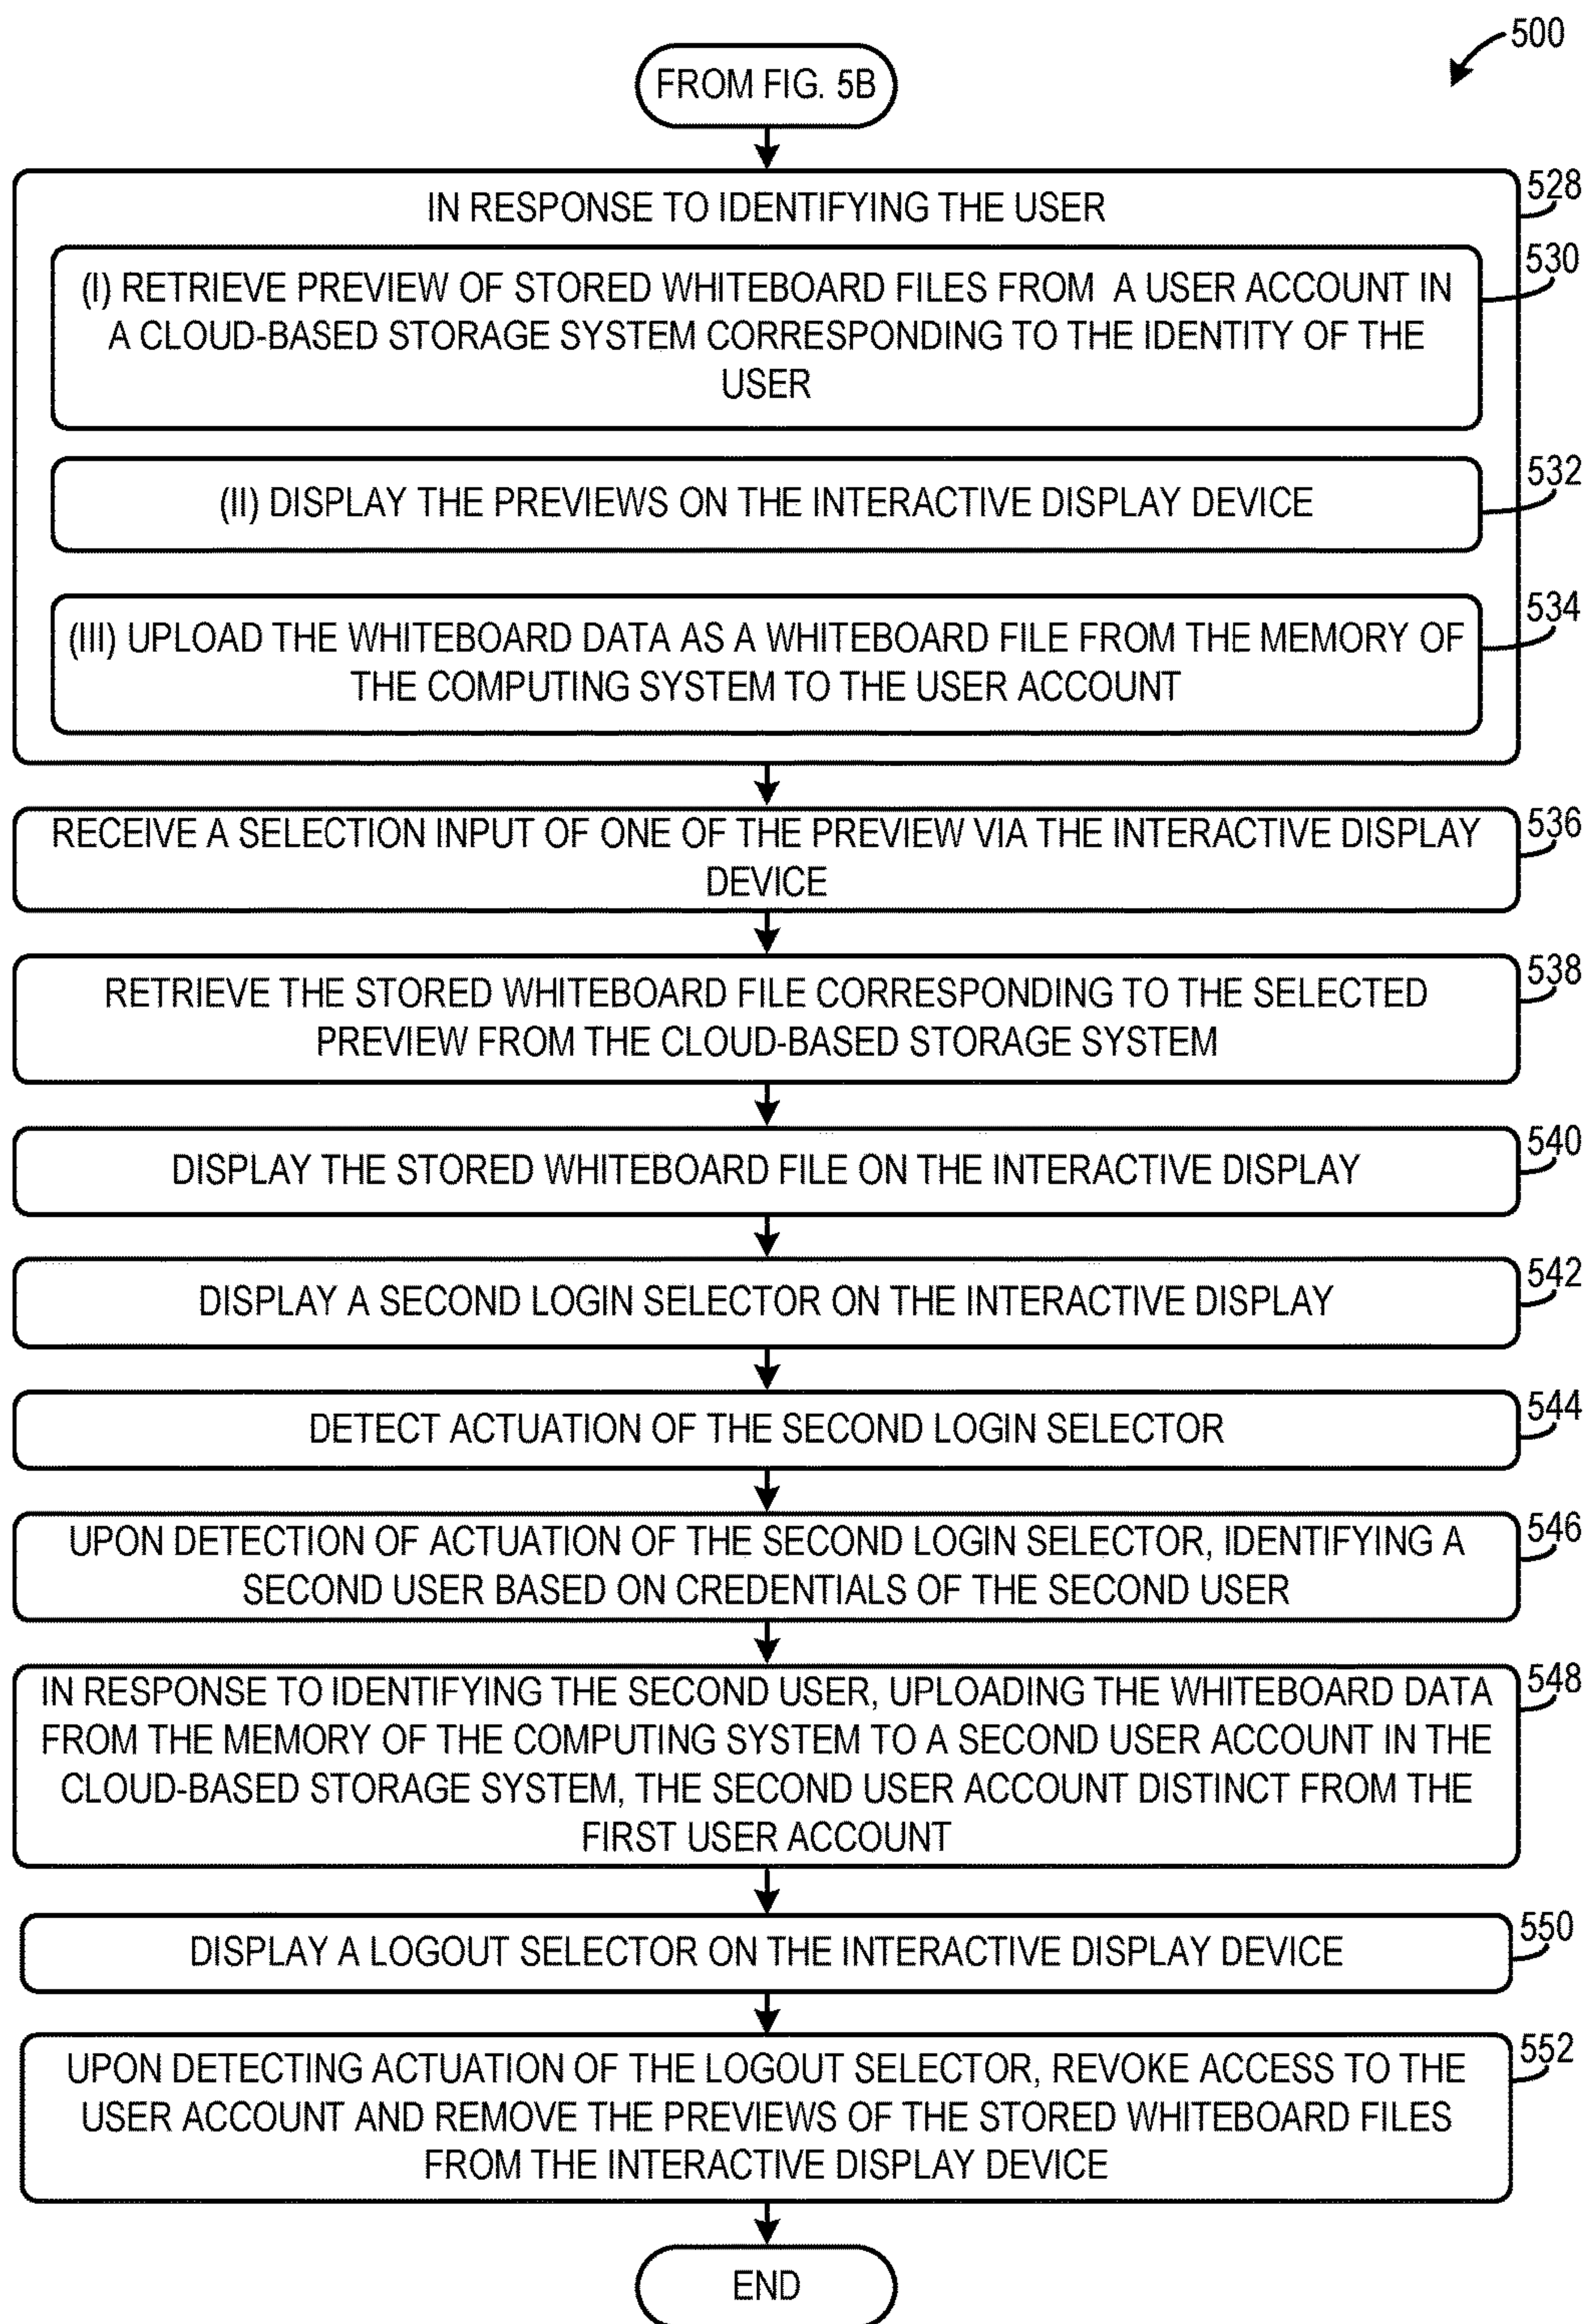 500
FROM FIG. 5B
528
IN RESPONSE TO IDENTIFYING THE USER
530
(I) RETRIEVE PREVIEW OF STORED WHITEBOARD FILES FROM A USER ACCOUNT IN
A CLOUD-BASED STORAGE SYSTEM CORRESPONDING TO THE IDENTITY OF THE
USER
532
(II) DISPLAY THE PREVIEWS ON THE INTERACTIVE DISPLAY DEVICE
534
(III) UPLOAD THE WHITEBOARD DATA AS A WHITEBOARD FILE FROM THE MEMORY OF
THE COMPUTING SYSTEM TO THE USER ACCOUNT
536
RECEIVE A SELECTION INPUT OF ONE OF THE PREVIEW VIA THE INTERACTIVE DISPLAY
DEVICE
538
RETRIEVE THE STORED WHITEBOARD FILE CORRESPONDING TO THE SELECTED
PREVIEW FROM THE CLOUD-BASED STORAGE SYSTEM
540
DISPLAY THE STORED WHITEBOARD FILE ON THE INTERACTIVE DISPLAY
542
DISPLAY A SECOND LOGIN SELECTOR ON THE INTERACTIVE DISPLAY
544
DETECT ACTUATION OF THE SECOND LOGIN SELECTOR
546
UPON DETECTION OF ACTUATION OF THE SECOND LOGIN SELECTOR, IDENTIFYING A
SECOND USER BASED ON CREDENTIALS OF THE SECOND USER
548
IN RESPONSE TO IDENTIFYING THE SECOND USER, UPLOADING THE WHITEBOARD DATA
FROM THE MEMORY OF THE COMPUTING SYSTEM TO A SECOND USER ACCOUNT IN THE
CLOUD-BASED STORAGE SYSTEM, THE SECOND USER ACCOUNT DISTINCT FROM THE
FIRST USER ACCOUNT
550
DISPLAY A LOGOUT SELECTOR ON THE INTERACTIVE DISPLAY DEVICE
552
UPON DETECTING ACTUATION OF THE LOGOUT SELECTOR, REVOKE ACCESS TO THE
USER ACCOUNT AND REMOVE THE PREVIEWS OF THE STORED WHITEBOARD FILES
FROM THE INTERACTIVE DISPLAY DEVICE
END